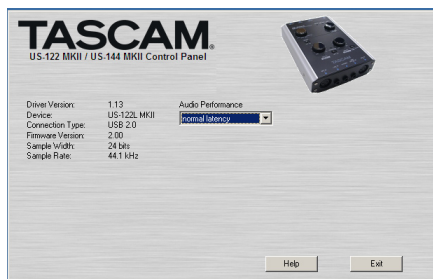 TASCAM®
US-122 MKII / US-144 MKII Control Panel
Driver Version: 1.13
Device: US-122L MKII
Connection Type: USB 2.0
Firmware Version: 2.00
Sample Width: 24 bits
Sample Rate: 44.1 kHz
Audio Performance
normal latency
Help
Exit